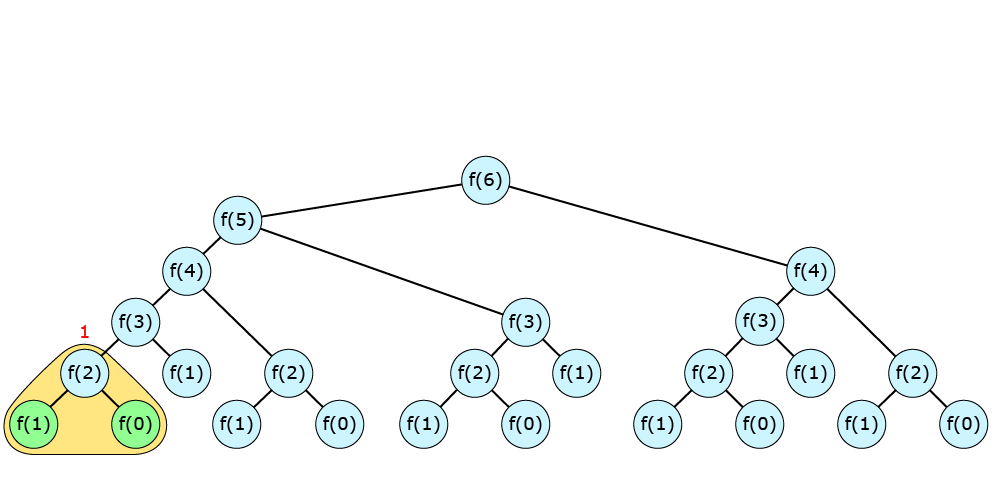 f(6)
f(5)
f(4) f(4)
f(3) f(3) f(3)
1
f(2) f(1) f(2) f(2) f(1) f(2) f(1) f(2)
f(1) f(0) f(1) f(0) f(1) f(0) f(1) f(0) f(1) f(0)